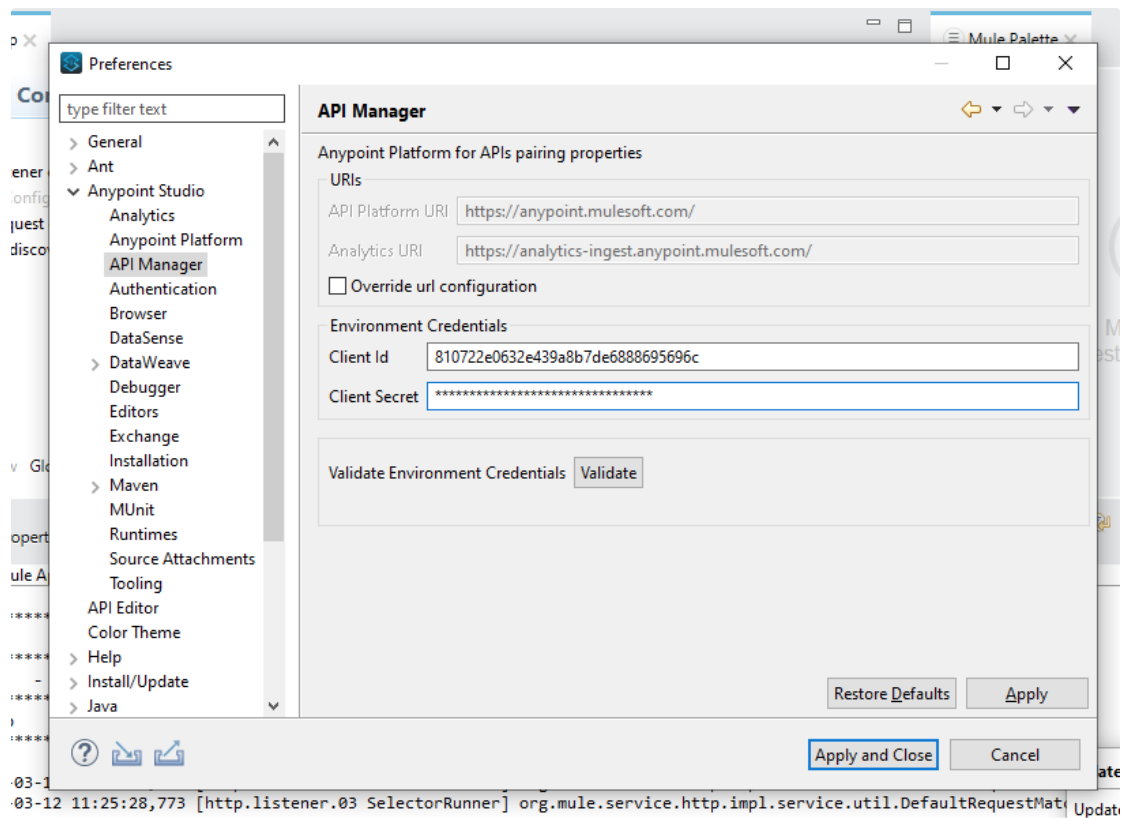 Mule Palette
Preferences
type filter text
General
Ant
Anypoint Studio
Analytics
Anypoint Platform
API Manager
Authentication
Browser
DataSense
DataWeave
Debugger
Editors
Exchange
Installation
Maven
MUnit
Runtimes
Source Attachments
Tooling
API Editor
Color Theme
Help
Install/Update
Java
API Manager
Anypoint Platform for APIs pairing properties
URIs
API Platform URI https://anypoint.mulesoft.com/
Analytics URI https://analytics-ingest.anypoint.mulesoft.com/
Override url configuration
Environment Credentials
Client Id 810722e0632e439a8b7de6888695696c
Client Secret ********************************
Validate Environment Credentials Validate
Restore Defaults Apply
Apply and Close Cancel
-03-12 11:25:28,773 [http.listener.03 SelectorRunner] org.mule.service.http.impl.service.util.DefaultRequestMatc